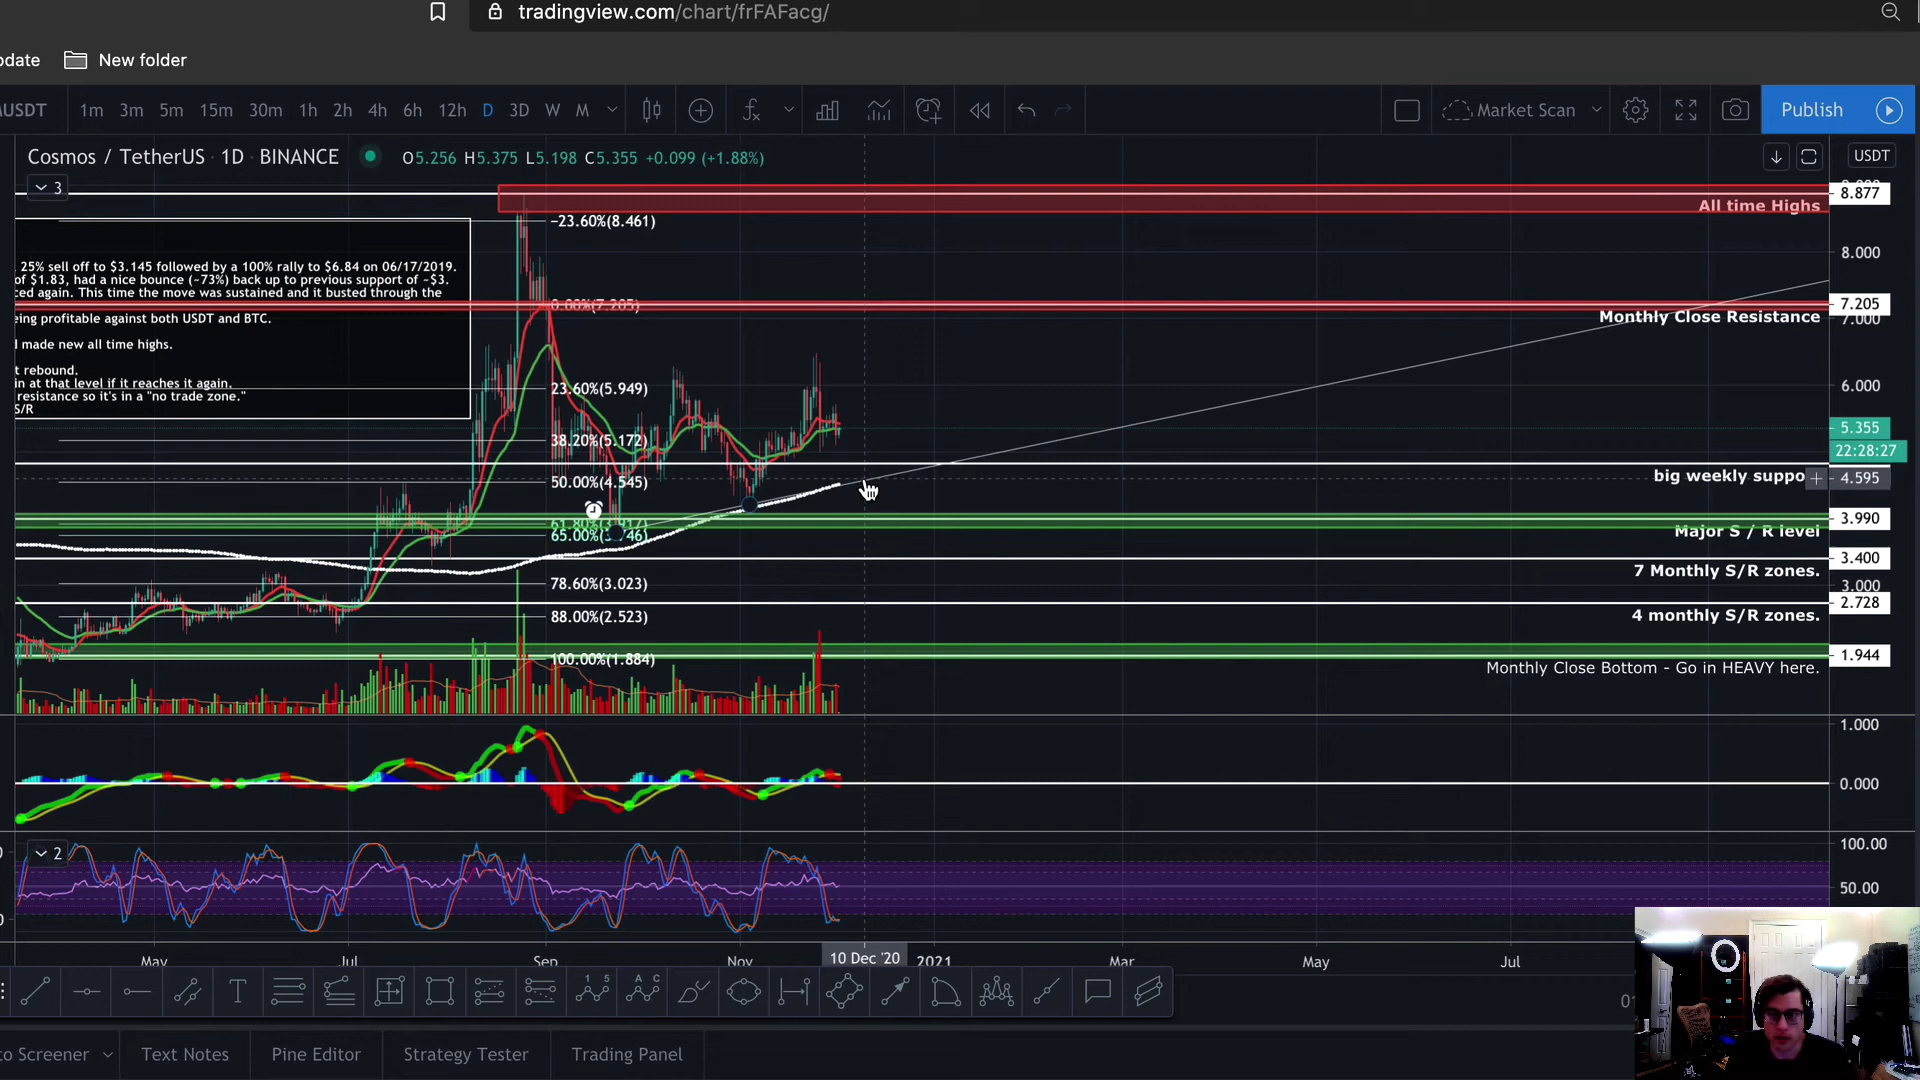 tradingview.com/chart/frFAFacg/
pdate New folder
USDT 1m 3m 5m 15m 30m 1h 2h 4h 6h 12h D 3D W M Market Scan Publish
Cosmos / TetherUS · 1D · BINANCE O5.256 H5.375 L5.198 C5.355 +0.099 (+1.88%) USDT
3
8.877
All time Highs
−23.60%(8.461)
8.000
25% sell off to $3.145 followed by a 100% rally to $6.84 on 06/17/2019.
of $1.83, had a nice bounce (~73%) back up to previous support of ~$3.
ced again. This time the move was sustained and it busted through the
eing profitable against both USDT and BTC.
made new all time highs.
t rebound.
in at that level if it reaches it again.
resistance so it's in a "no trade zone."
S/R
0.00%(7.205)
7.205
Monthly Close Resistance
7.000
23.60%(5.949)
6.000
5.355
38.20%(5.172)
22:28:27
big weekly suppo
4.595
50.00%(4.545)
3.990
Major S / R level
3.400
7 Monthly S/R zones.
78.60%(3.023)
3.000
2.728
88.00%(2.523)
4 monthly S/R zones.
100.00%(1.884)
1.944
Monthly Close Bottom - Go in HEAVY here.
1.000
0.000
2
100.00
50.00
May Jul Sep Nov 10 Dec '20 2021 Mar May Jul
to Screener Text Notes Pine Editor Strategy Tester Trading Panel